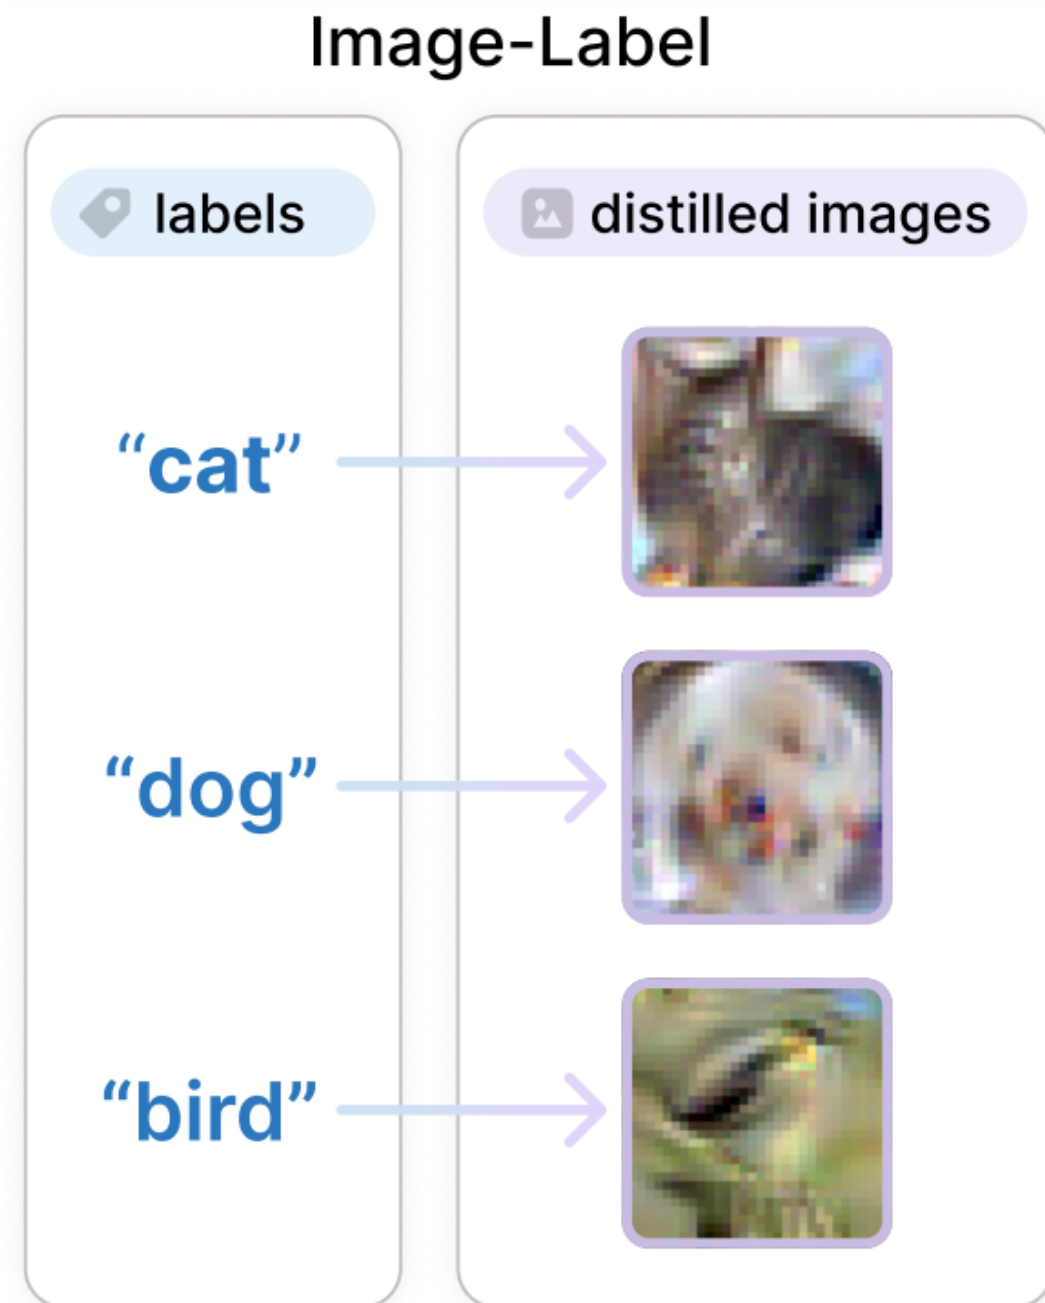 Image-Label
labels
distilled images
“cat”
“dog”
“bird”